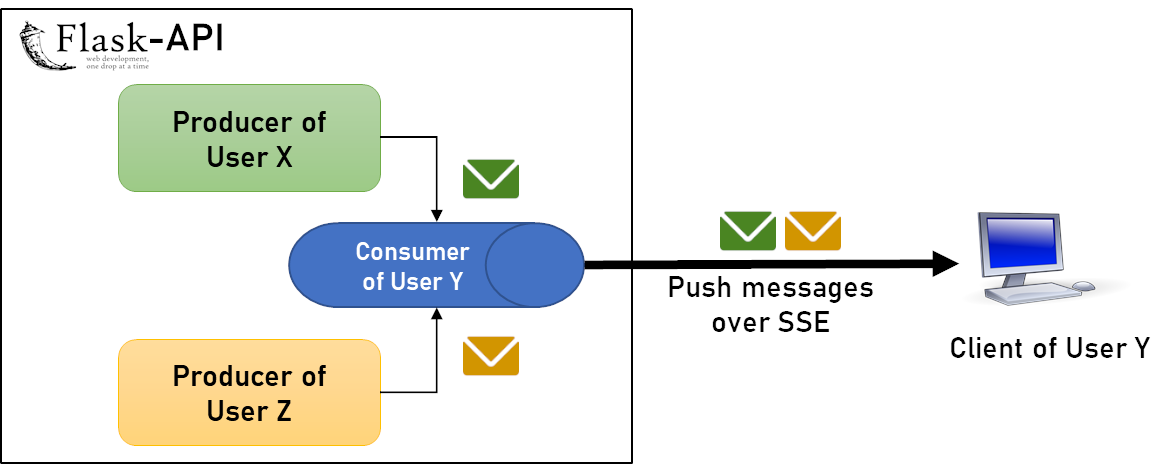 Flask-API
web development,
one drop at a time
Producer of
User X
Consumer
of User Y
Push messages
over SSE
Client of User Y
Producer of
User Z